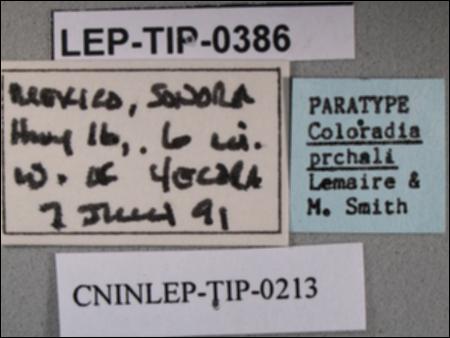 LEP-TIP-0386
MEXICO, SONORA
Hwy 16, .6 mi.
W. of YECORA
7 July 91
PARATYPE
Coloradia
prchali
Lemaire &
M. Smith
CNINLEP-TIP-0213